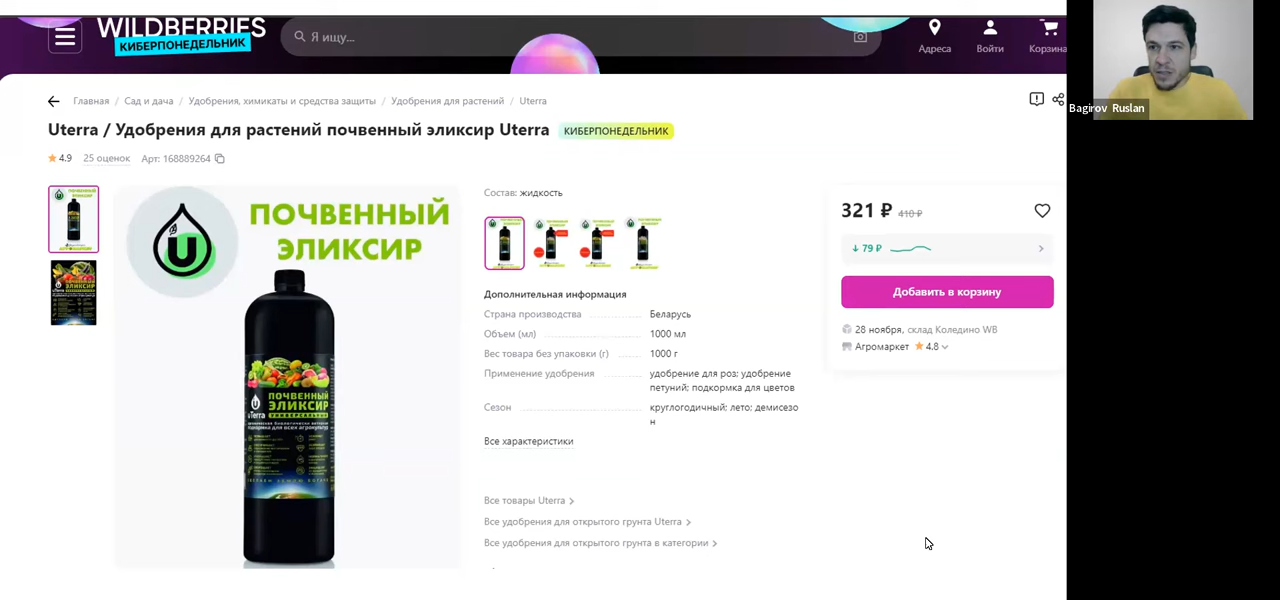 WILDBERRIES
КИБЕРПОНЕДЕЛЬНИК
Я ищу...
Адреса
Войти
Корзина
Главная / Сад и дача / Удобрения, химикаты и средства защиты / Удобрения для растений / Uterra
Uterra / Удобрения для растений почвенный эликсир Uterra
КИБЕРПОНЕДЕЛЬНИК
4.9 25 оценок Арт: 168889264
ПОЧВЕННЫЙ
ЭЛИКСИР
U
ПОЧВЕННЫЙ
ЭЛИКСИР
УНИВЕРСАЛЬНЫЙ
uTerra
Состав: жидкость
Дополнительная информация
Страна производства Беларусь
Объем (мл) 1000 мл
Вес товара без упаковки (г) 1000 г
Применение удобрения удобрение для роз; удобрение
петуний; подкормка для цветов
Сезон круглогодичный; лето; демисезо
н
Все характеристики
Все товары Uterra
Все удобрения для открытого грунта Uterra
Все удобрения для открытого грунта в категории
321 ₽ 410 ₽
↓ 79 ₽
Добавить в корзину
28 ноября, склад Коледино WB
Агромаркет 4.8
Bagirov Ruslan